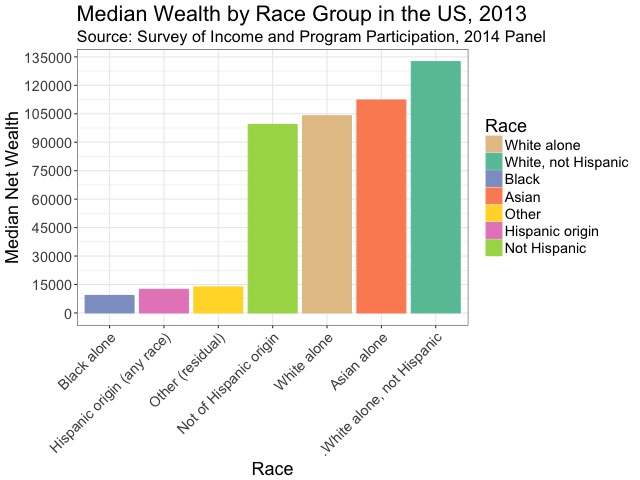 Median Wealth by Race Group in the US, 2013
Source: Survey of Income and Program Participation, 2014 Panel
135000
120000
105000
90000
75000
60000
45000
30000
15000
0
Median Net Wealth
Black alone
Hispanic origin (any race)
Other (residual)
Not of Hispanic origin
White alone
Asian alone
.White alone, not Hispanic
Race
Race
White alone
White, not Hispanic
Black
Asian
Other
Hispanic origin
Not Hispanic